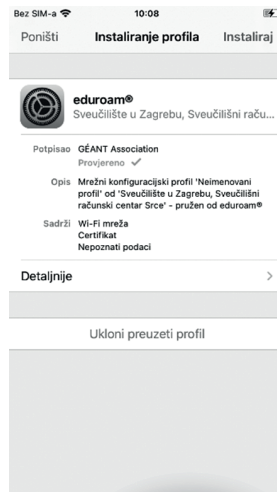 Bez SIM-a 10:08
Poništi Instaliranje profila Instaliraj
eduroam®
Sveučilište u Zagrebu, Sveučilišni raču...
Potpisao GÉANT Association
Provjereno ✓
Opis Mrežni konfiguracijski profil 'Neimenovani
profil' od 'Sveučilište u Zagrebu, Sveučilišni
računski centar Srce' - pružen od eduroam®
Sadrži Wi-Fi mreža
Certifikat
Nepoznati podaci
Detaljnije
Ukloni preuzeti profil